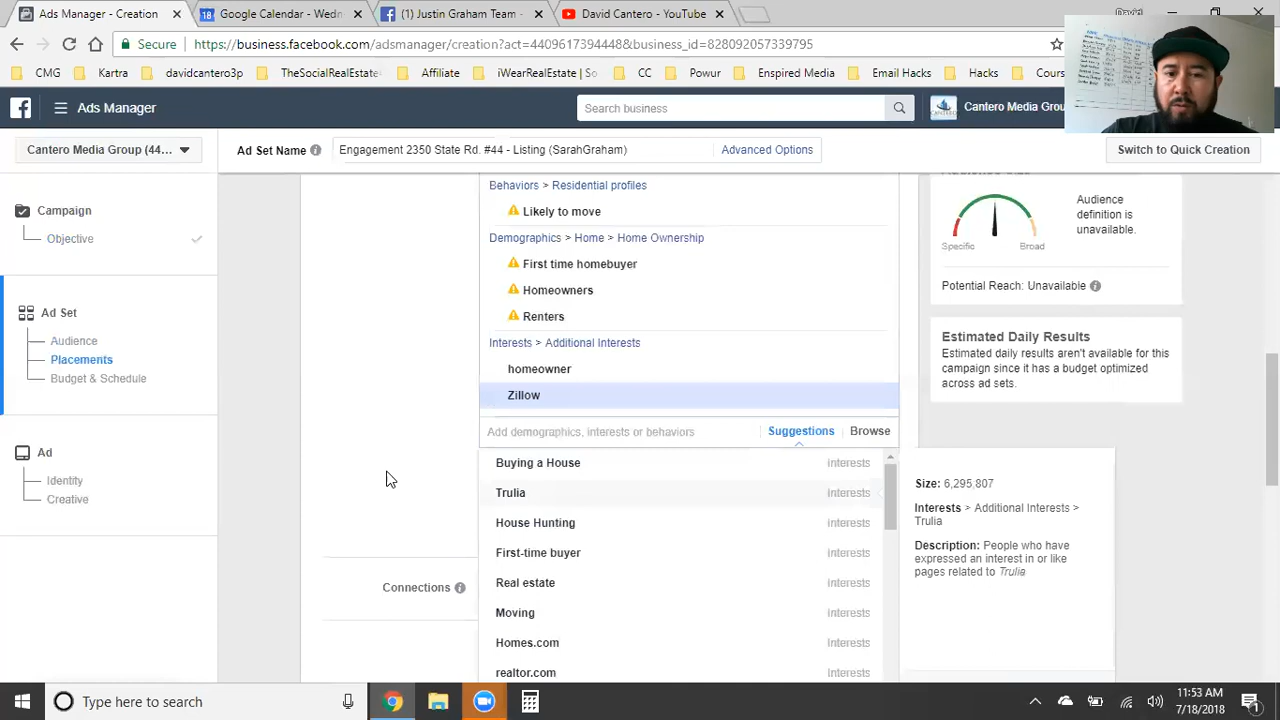 Ads Manager - Creation
Google Calendar - Wedn
(1) Justin Graham Team -
David Cantero - YouTube
Secure
https://business.facebook.com/adsmanager/creation?act=4409617394448&business_id=828092057339795
CMG
Kartra
davidcantero3p
TheSocialRealEstate
iWearRealEstate | S
CC
Powur
Enspired Media
Email Hacks
Hacks
Cours
Ads Manager
Search business
Cantero Media Grou
Cantero Media Group (44...
Ad Set Name
Engagement 2350 State Rd. #44 - Listing (SarahGraham)
Advanced Options
Switch to Quick Creation
Campaign
Objective
Ad Set
Audience
Placements
Budget & Schedule
Ad
Identity
Creative
Behaviors > Residential profiles
Likely to move
Demographics > Home > Home Ownership
First time homebuyer
Homeowners
Renters
Interests > Additional Interests
homeowner
Zillow
Add demographics, interests or behaviors
Suggestions
Browse
Buying a House
Interests
Trulia
Interests
House Hunting
Interests
First-time buyer
Interests
Real estate
Interests
Moving
Interests
Homes.com
Interests
realtor.com
Interests
Connections
Audience
definition is
unavailable.
Specific
Broad
Potential Reach: Unavailable
Estimated Daily Results
Estimated daily results aren't available for this
campaign since it has a budget optimized
across ad sets.
Size: 6,295,807
Interests > Additional Interests >
Trulia
Description: People who have
expressed an interest in or like
pages related to Trulia
Type here to search
11:53 AM
7/18/2018